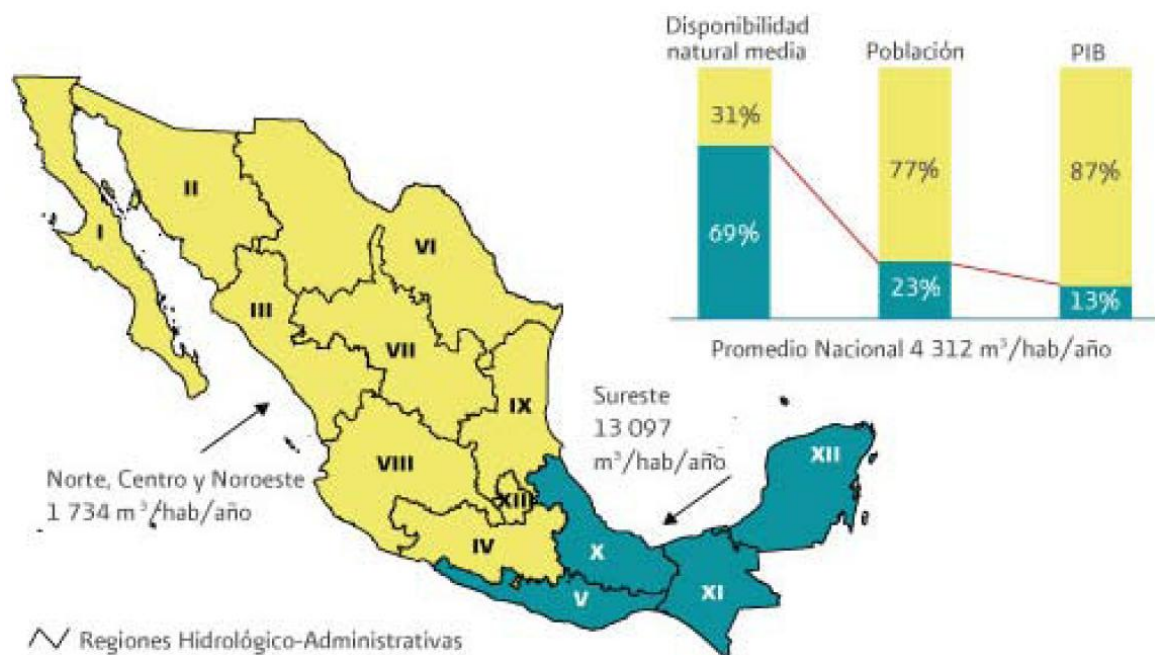 Disponibilidad
natural media
Población
PIB
31%
77%
87%
69%
23%
13%
Promedio Nacional 4 312 m³/hab/año
I
II
III
VI
VII
IX
VIII
XII
IV
X
V
XI
XII
Sureste
13 097
m³/hab/año
Norte, Centro y Noroeste
1 734 m³/hab/año
Regiones Hidrológico-Administrativas